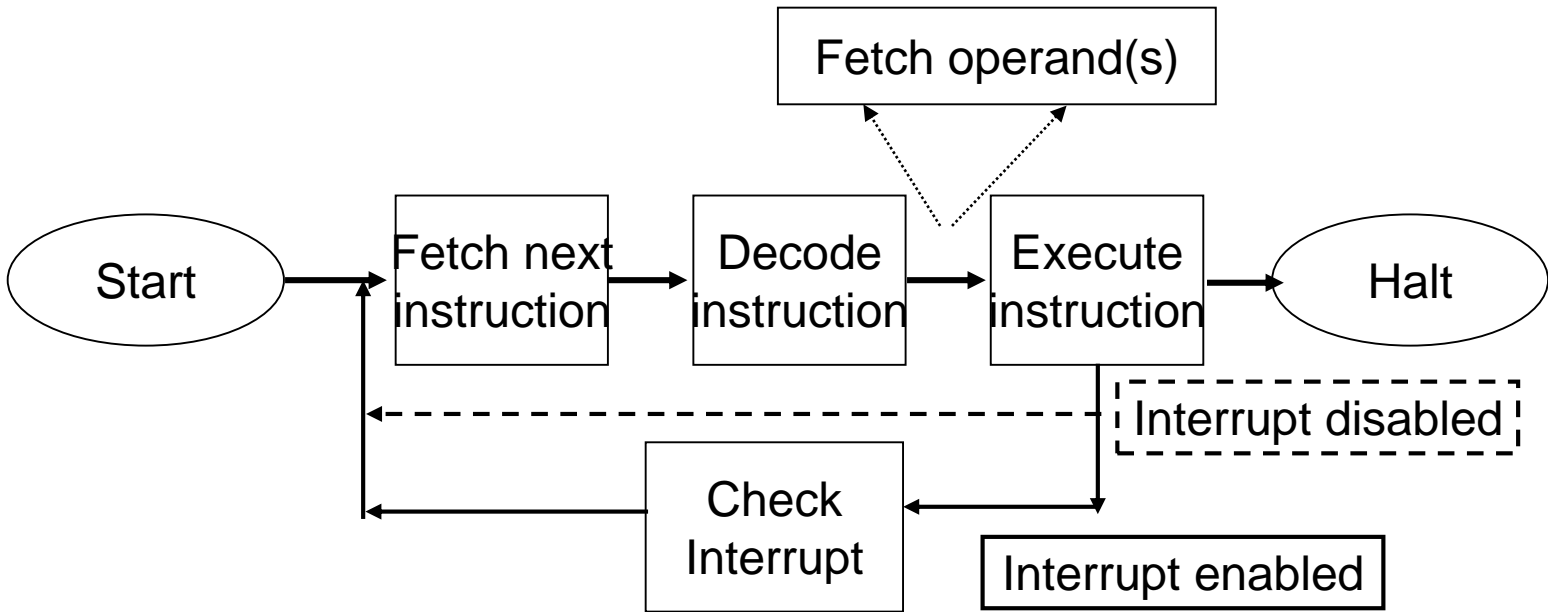 Fetch operand(s)
Start
Fetch next
instruction
Decode
instruction
Execute
instruction
Halt
Interrupt disabled
Check
Interrupt
Interrupt enabled